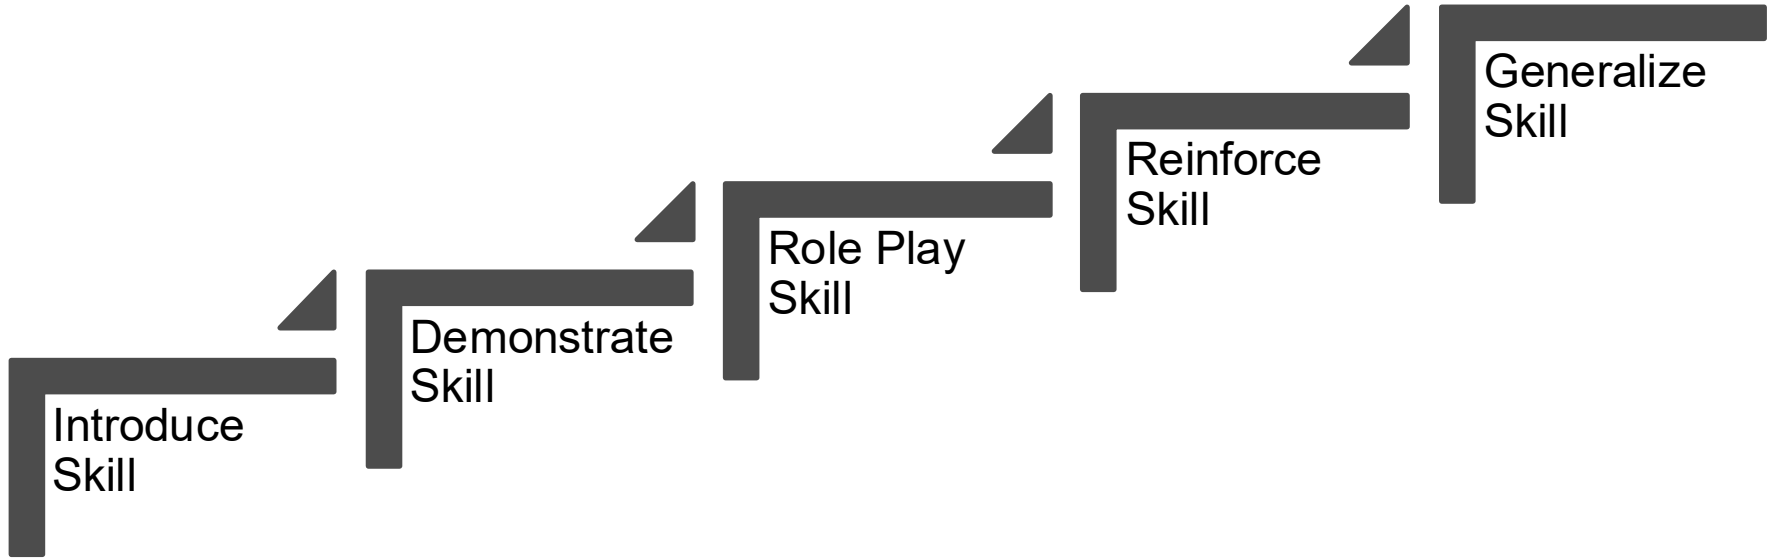 Introduce
Skill
Demonstrate
Skill
Role Play
Skill
Reinforce
Skill
Generalize
Skill